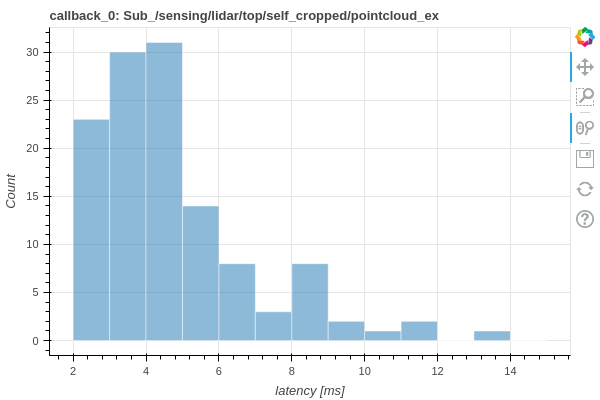 callback_0: Sub_/sensing/lidar/top/self_cropped/pointcloud_ex
30
25
20
15
10
5
0
Count
2 4 6 8 10 12 14
latency [ms]